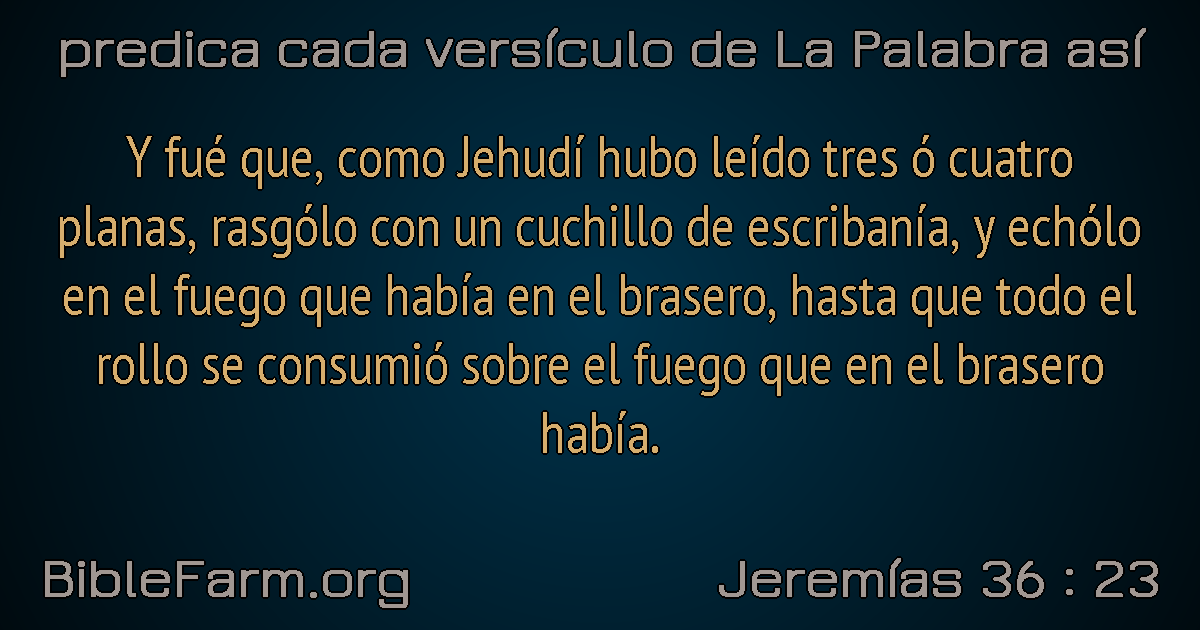 predica cada versículo de La Palabra así
Y fué que, como Jehudí hubo leído tres ó cuatro
planas, rasgólo con un cuchillo de escribanía, y echólo
en el fuego que había en el brasero, hasta que todo el
rollo se consumió sobre el fuego que en el brasero
había.
BibleFarm.org
Jeremías 36 : 23